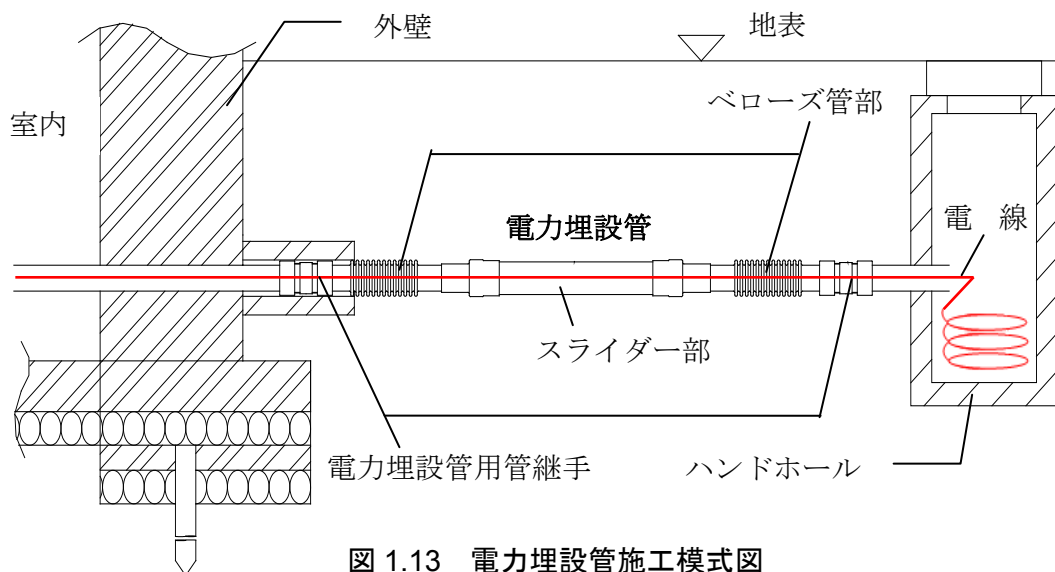 外壁
地表
室内
ベローズ管部
電力埋設管
電　線
スライダー部
電力埋設管用管継手
ハンドホール
図 1.13　電力埋設管施工模式図